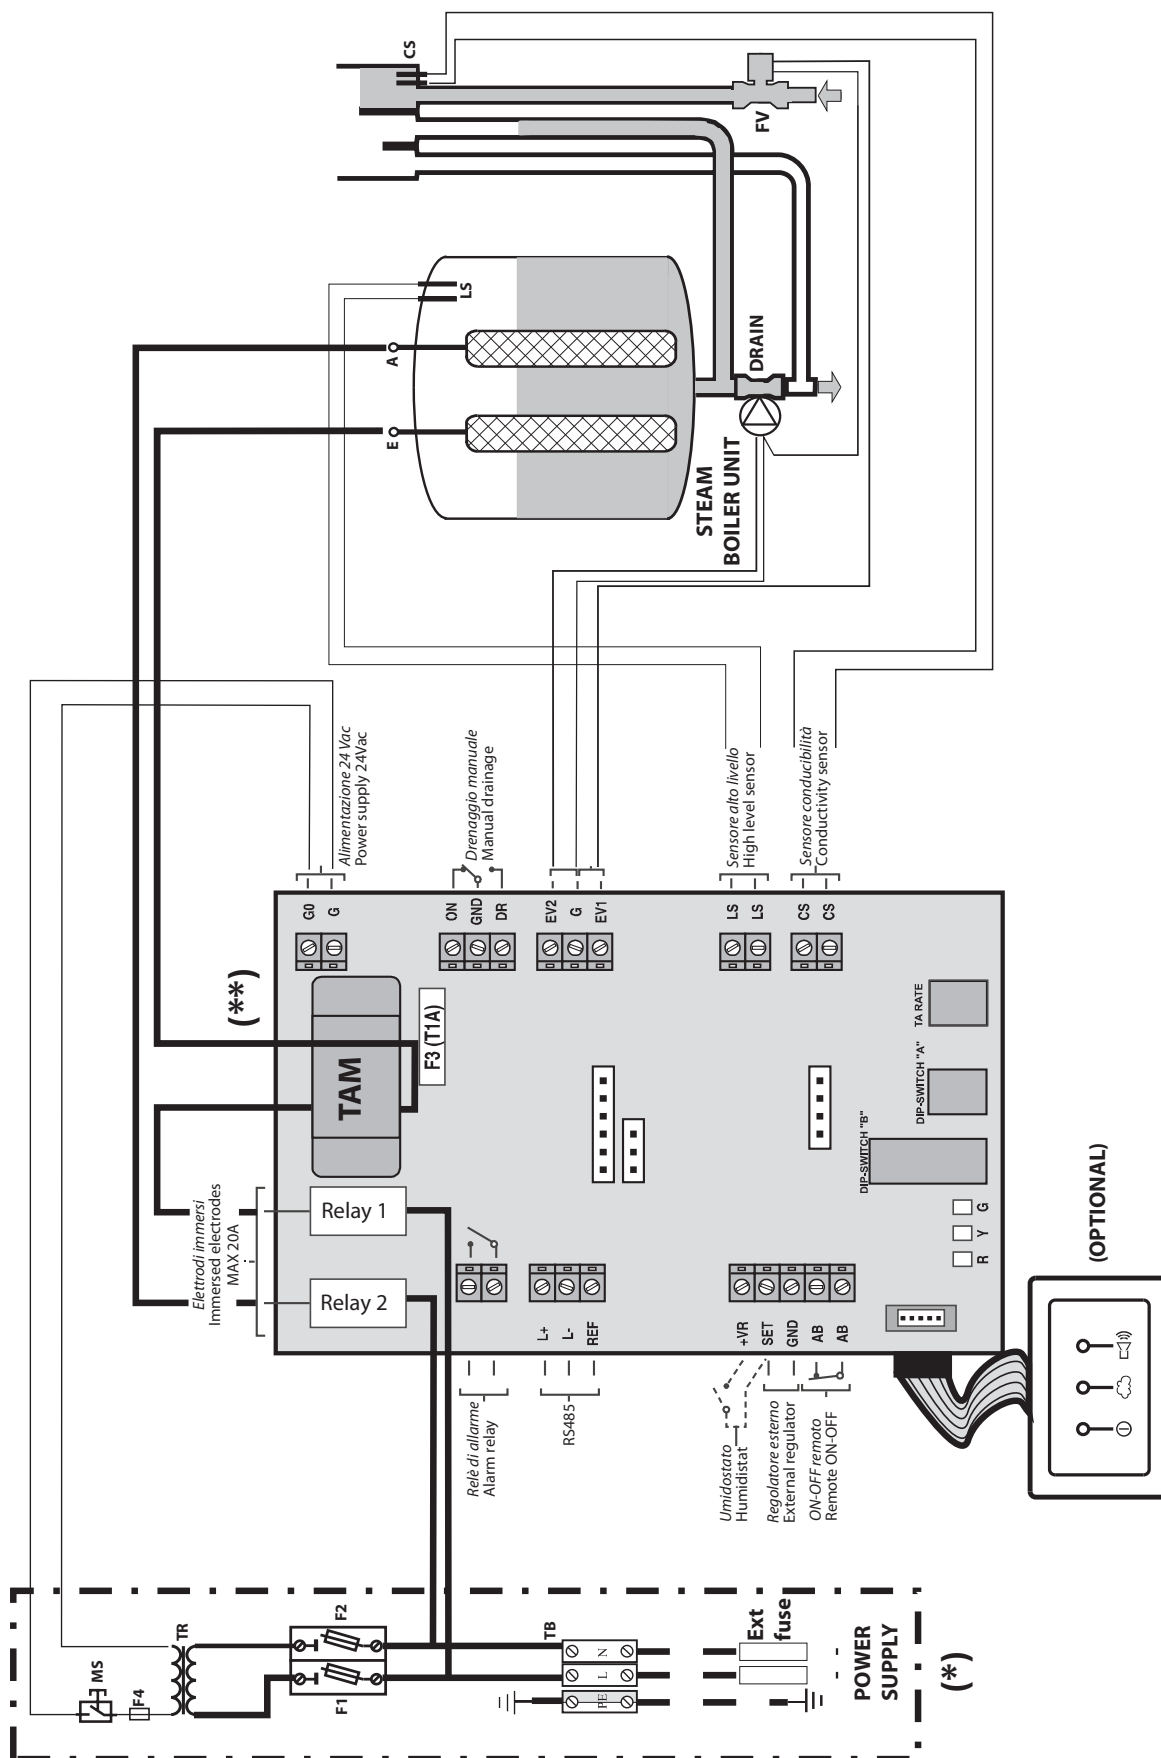 CS
FV
LS
A
E
DRAIN
STEAM
BOILER UNIT
Alimentazione 24 Vac
Power supply 24Vac
Drenaggio manuale
Manual drainage
Sensore alto livello
High level sensor
Sensore conducibilità
Conductivity sensor
G0
G
ON
GND
DR
EV2
G
EV1
LS
LS
CS
CS
(**)
TAM
F3 (T1A)
TA RATE
DIP-SWITCH "A"
DIP-SWITCH "B"
Elettrodi immersi
Immersed electrodes
MAX 20A
Relay 1
Relay 2
G
Y
R
(OPTIONAL)
L+
L-
REF
+VR
SET
GND
AB
AB
Relè di allarme
Alarm relay
RS485
Umidostato
Humidistat
Regolatore esterno
External regulator
ON-OFF remoto
Remote ON-OFF
MS
F4
TR
F2
F1
TB
N
L
PE
Ext
fuse
POWER
SUPPLY
(*)